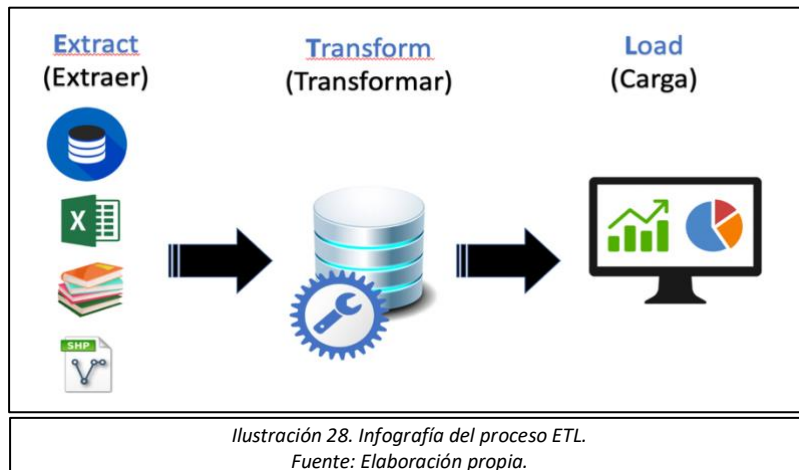 Extract
(Extraer)
Transform
(Transformar)
Load
(Carga)
X
SHP
Ilustración 28. Infografía del proceso ETL.
Fuente: Elaboración propia.